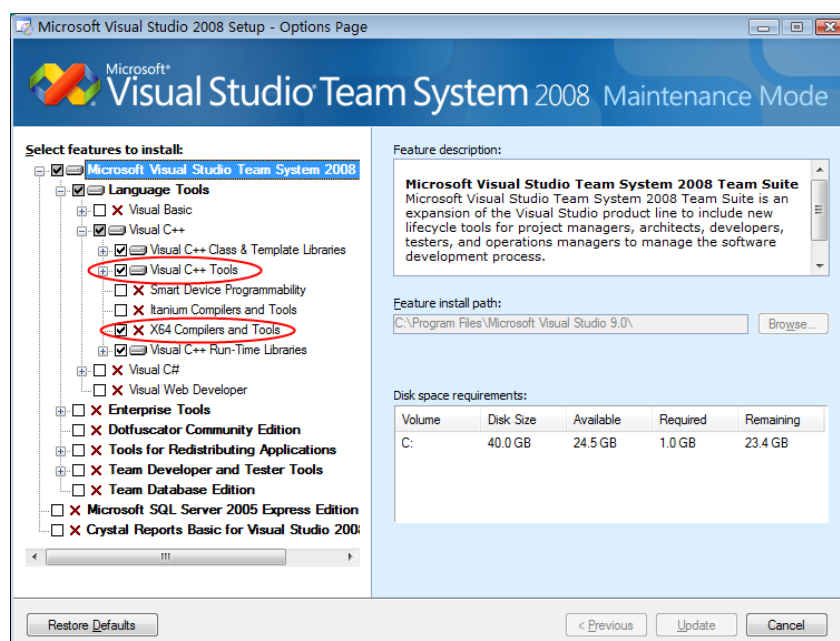 Microsoft Visual Studio 2008 Setup - Options Page
Microsoft®
Visual Studio® Team System 2008 Maintenance Mode
Select features to install:
Microsoft Visual Studio Team System 2008
Language Tools
Visual Basic
Visual C++
Visual C++ Class & Template Libraries
Visual C++ Tools
Smart Device Programmability
Itanium Compilers and Tools
X64 Compilers and Tools
Visual C++ Run-Time Libraries
Visual C#
Visual Web Developer
Enterprise Tools
Dotfuscator Community Edition
Tools for Redistributing Applications
Team Developer and Tester Tools
Team Database Edition
Microsoft SQL Server 2005 Express Edition
Crystal Reports Basic for Visual Studio 200
Feature description:
Microsoft Visual Studio Team System 2008 Team Suite
Microsoft Visual Studio Team System 2008 Team Suite is an
expansion of the Visual Studio product line to include new
lifecycle tools for project managers, architects, developers,
testers, and operations managers to manage the software
development process.
Feature install path:
C:\Program Files\Microsoft Visual Studio 9.0\
Browse...
Disk space requirements:
Volume Disk Size Available Required Remaining
C: 40.0 GB 24.5 GB 1.0 GB 23.4 GB
Restore Defaults
< Previous
Update
Cancel